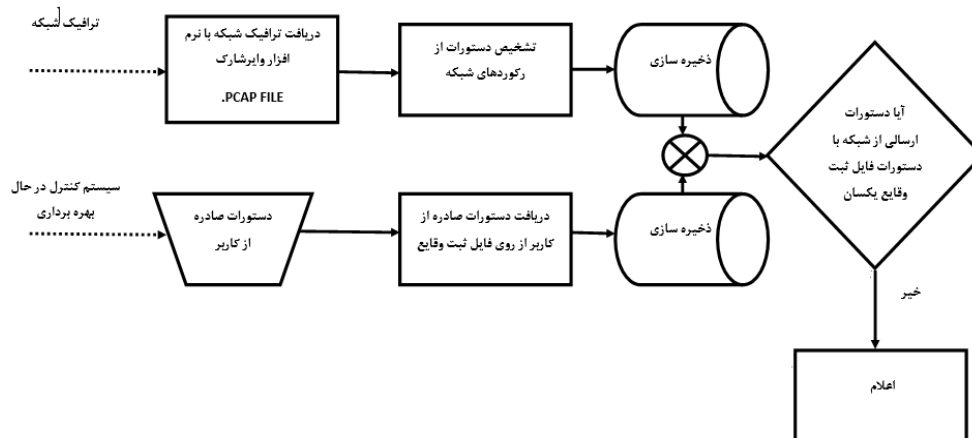 ترافیک شبکه
دریافت ترافیک شبکه با نرم
افزار وایرشارک
.PCAP FILE
تشخیص دستورات از
رکوردهای شبکه
ذخیره سازی
آیا دستورات
ارسالی از شبکه با
دستورات فایل ثبت
وقایع یکسان
سیستم کنترل در حال
بهره برداری
دستورات صادره
از کاربر
دریافت دستورات صادره از
کاربر از روی فایل ثبت وقایع
ذخیره سازی
خیر
اعلام